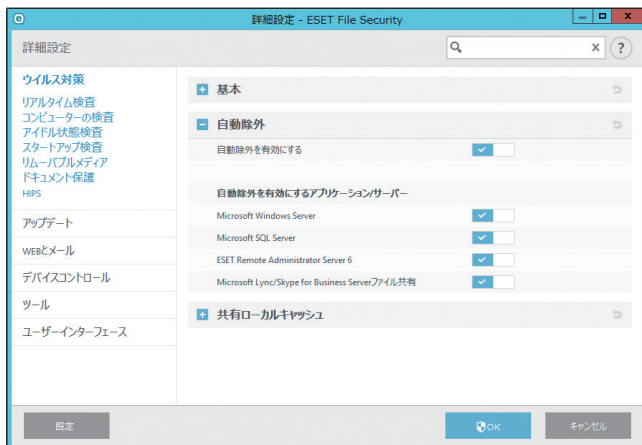 詳細設定 - ESET File Security
詳細設定
x
?
ウイルス対策
リアルタイム検査
コンピューターの検査
アイドル状態検査
スタートアップ検査
リムーバブルメディア
ドキュメント保護
HIPS
アップデート
WEBとメール
デバイスコントロール
ツール
ユーザーインターフェース
基本
自動除外
自動除外を有効にする
自動除外を有効にするアプリケーション/サーバー
Microsoft Windows Server
Microsoft SQL Server
ESET Remote Administrator Server 6
Microsoft Lync/Skype for Business Serverファイル共有
共有ローカルキャッシュ
既定
OK
キャンセル